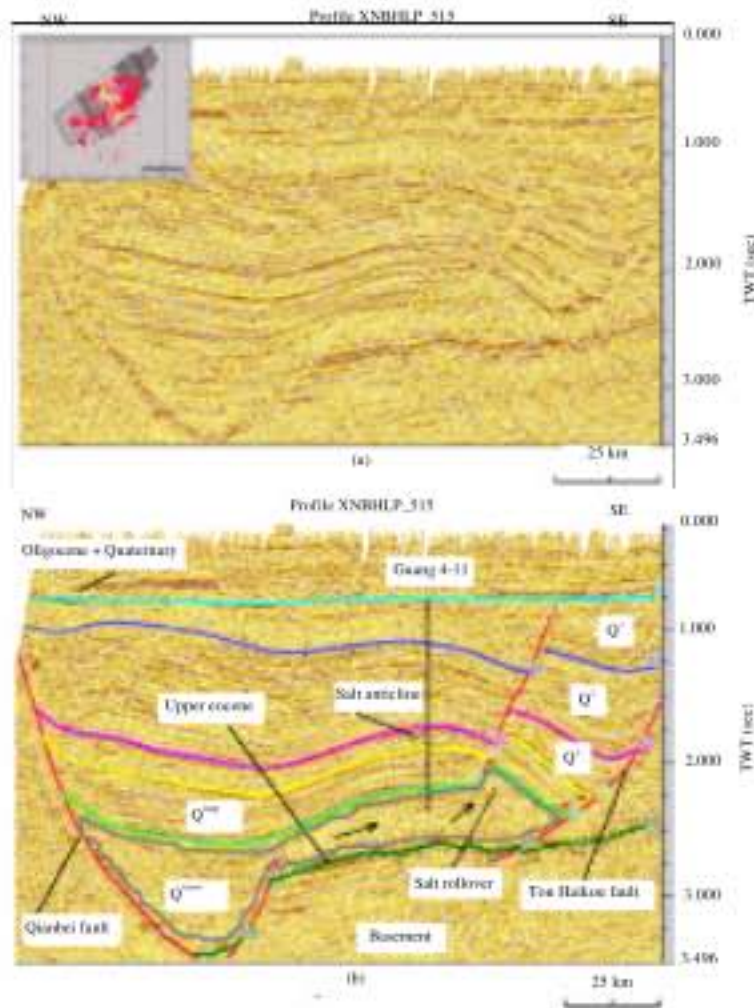 Profile XNBHLP_515
NW
SE
0.000
1.000
2.000
3.000
3.496
TWT (sec)
25 km
(a)
Profile XNBHLP_515
NW
SE
0.000
Oligocene + Quaternary
Guang 4-11
1.000
Upper eocene
Salt anticline
2.000
TWT (sec)
Qianbei fault
Salt rollover
Tou Haikou fault
3.000
Basement
3.496
(b)
25 km